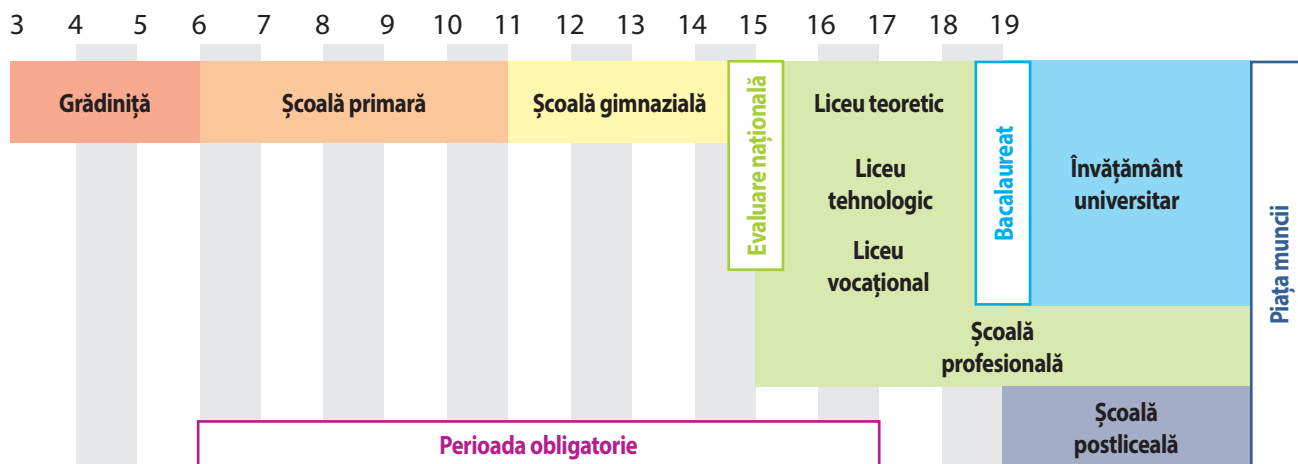 3 4 5 6 7 8 9 10 11 12 13 14 15 16 17 18 19
Grădiniță
Școală primară
Școală gimnazială
Evaluare națională
Liceu teoretic
Liceu
tehnologic
Liceu
vocațional
Bacalaureat
Învățământ
universitar
Școală
profesională
Școală
postliceală
Piața muncii
Perioada obligatorie